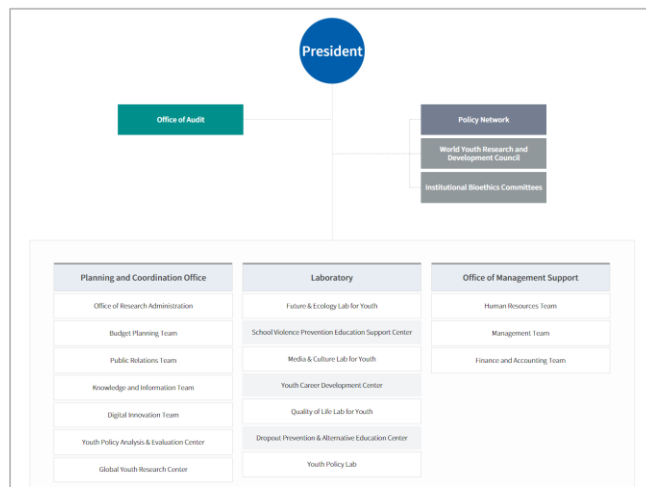 President
Office of Audit
Policy Network
World Youth Research and
Development Council
Institutional Bioethics Committees
Planning and Coordination Office
Office of Research Administration
Budget Planning Team
Public Relations Team
Knowledge and Information Team
Digital Innovation Team
Youth Policy Analysis & Evaluation Center
Global Youth Research Center
Laboratory
Future & Ecology Lab for Youth
School Violence Prevention Education Support Center
Media & Culture Lab for Youth
Youth Career Development Center
Quality of Life Lab for Youth
Dropout Prevention & Alternative Education Center
Youth Policy Lab
Office of Management Support
Human Resources Team
Management Team
Finance and Accounting Team